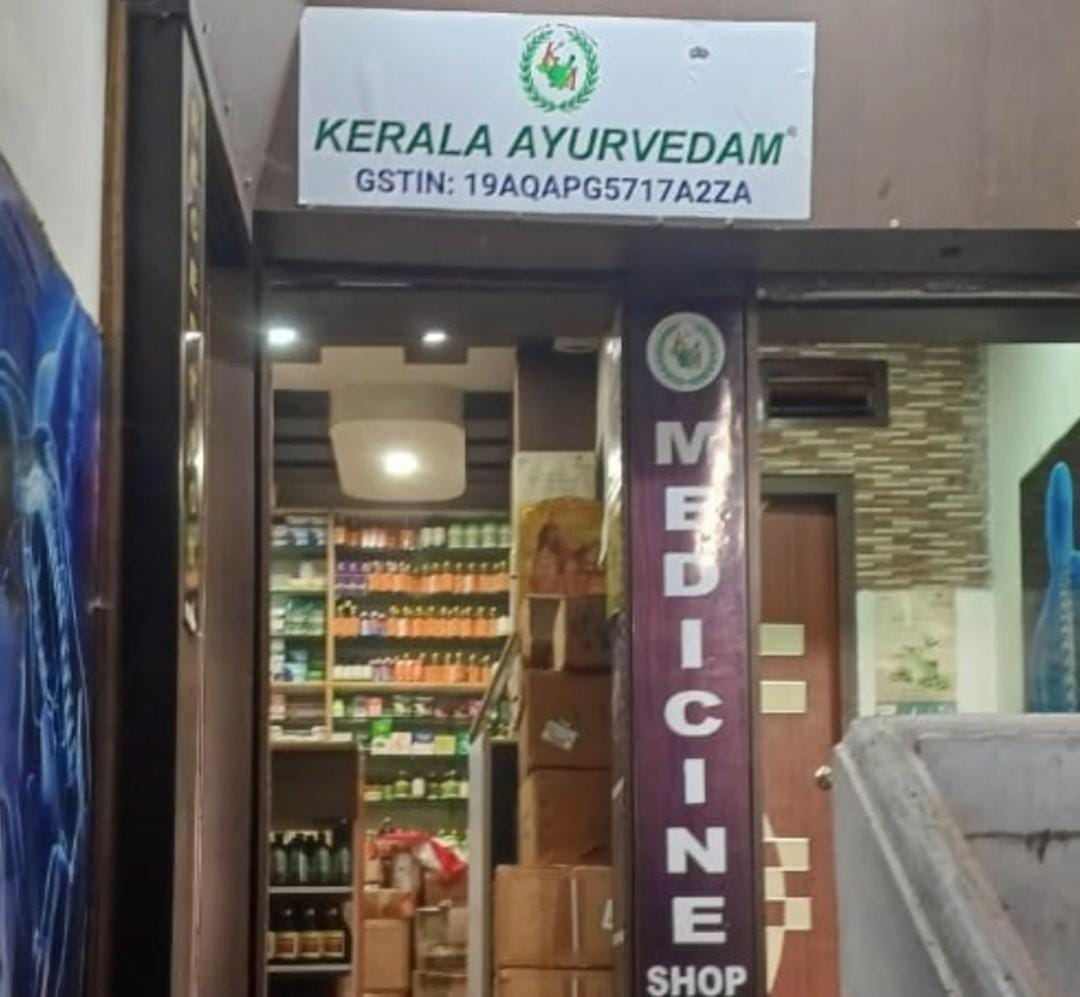 KERALA AYURVEDAM®
GSTIN: 19AQAPG5717A2ZA
MEDICINE
SHOP